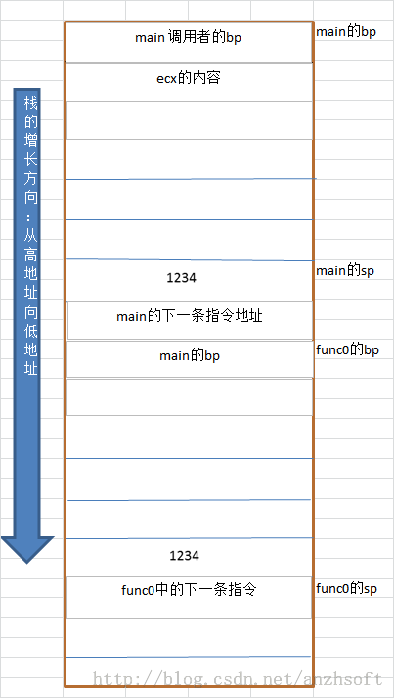 main 调用者的bp
main的bp
ecx的内容
栈的增长方向：从高地址向低地址
1234
main的sp
main的下一条指令地址
main的bp
func0的bp
1234
func0中的下一条指令
func0的sp
http://blog.csdn.net/anzhsoft